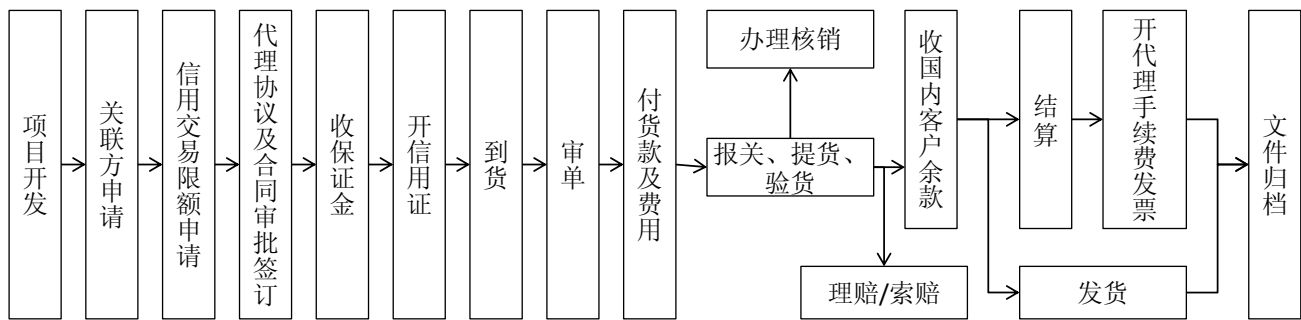 项目开发
关联方申请
信用交易限额申请
代理协议及合同审批签订
收保证金
开信用证
到货
审单
付货款及费用
办理核销
报关、提货、
验货
理赔/索赔
收国内客户余款
结算
开代理手续费发票
发货
文件归档